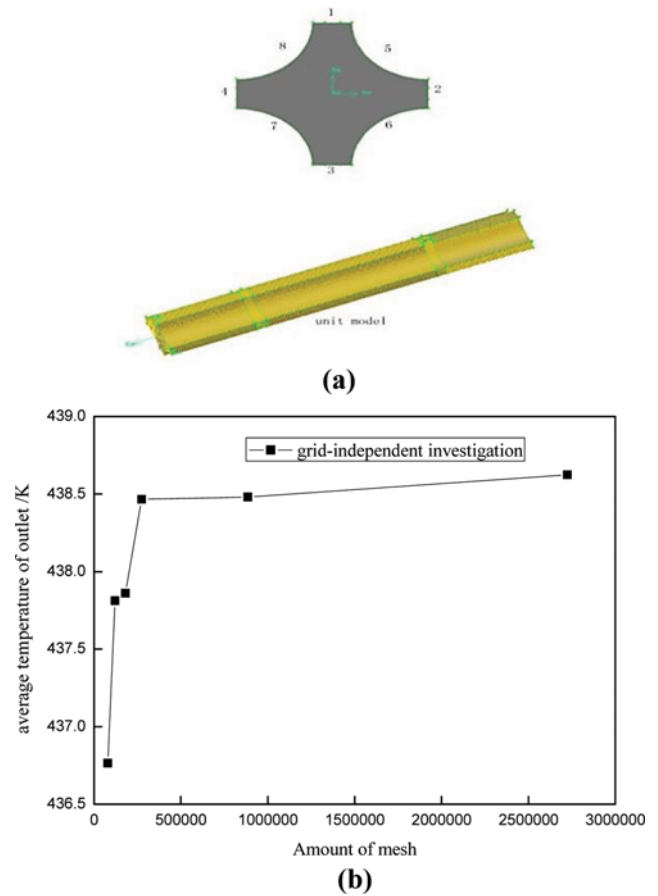 1
8
5
4
2
7
6
3
unit model
(a)
439.0
438.5
438.0
437.5
437.0
436.5
average temperature of outlet /K
grid-independent investigation
0 500000 1000000 1500000 2000000 2500000 3000000
Amount of mesh
(b)